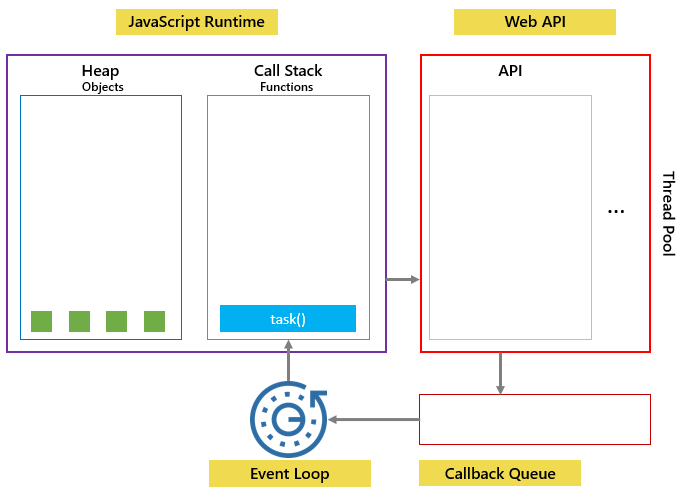 JavaScript Runtime
Web API
Heap
Objects
Call Stack
Functions
API
...
Thread Pool
task()
Event Loop
Callback Queue